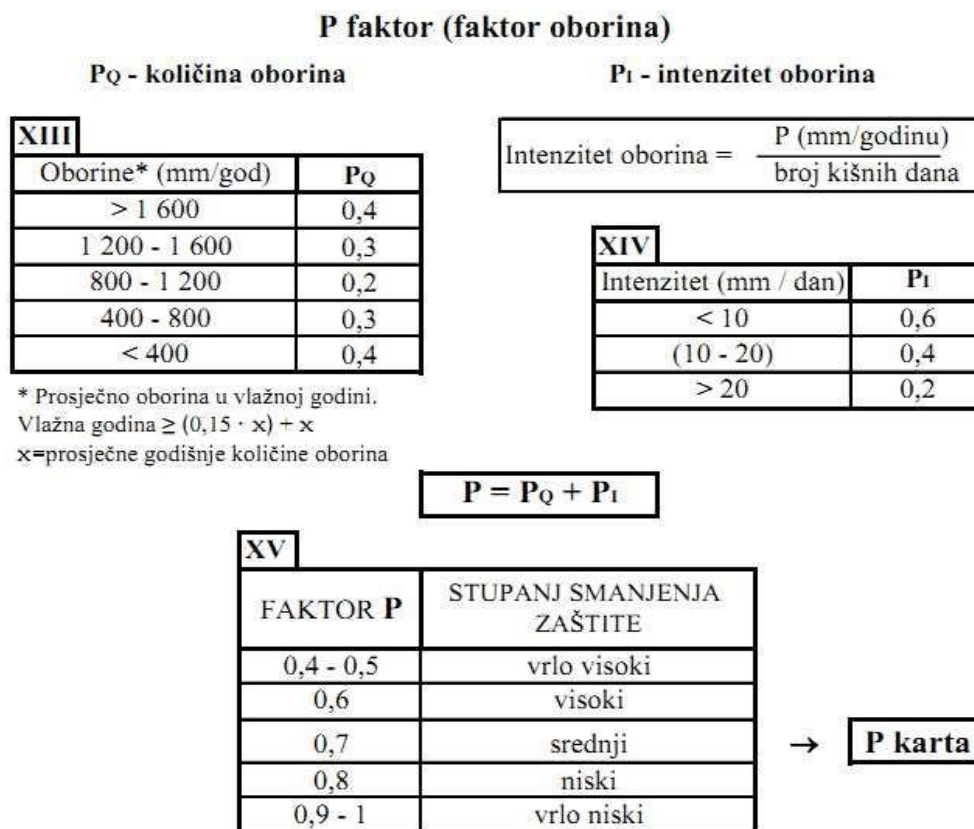 P faktor (faktor oborina)
PQ - količina oborina
PI - intenzitet oborina
XIII
Oborine* (mm/god) PQ
> 1 600 0,4
1 200 - 1 600 0,3
800 - 1 200 0,2
400 - 800 0,3
< 400 0,4
* Prosječno oborina u vlažnoj godini.
Vlažna godina ≥ (0,15 · x) + x
x=prosječne godišnje količine oborina
Intenzitet oborina = P (mm/godinu)
broj kišnih dana
XIV
Intenzitet (mm / dan) PI
< 10 0,6
(10 - 20) 0,4
> 20 0,2
P = PQ + PI
XV
FAKTOR P STUPANJ SMANJENJA
ZAŠTITE
0,4 - 0,5 vrlo visoki
0,6 visoki
0,7 srednji
0,8 niski
0,9 - 1 vrlo niski
→ P karta